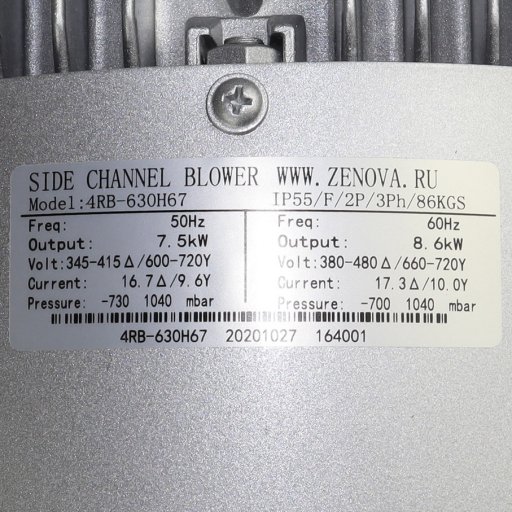 SIDE CHANNEL BLOWER WWW.ZENOVA.RU
Model:4RB-630H67 IP55/F/2P/3Ph/86KGS
Freq: 50Hz Freq: 60Hz
Output: 7.5kW Output: 8.6kW
Volt:345-415Δ/600-720Y Volt:380-480Δ/660-720Y
Current: 16.7Δ/9.6Y Current: 17.3Δ/10.0Y
Pressure: -730 1040 mbar Pressure: -700 1040 mbar
4RB-630H67 20201027 164001